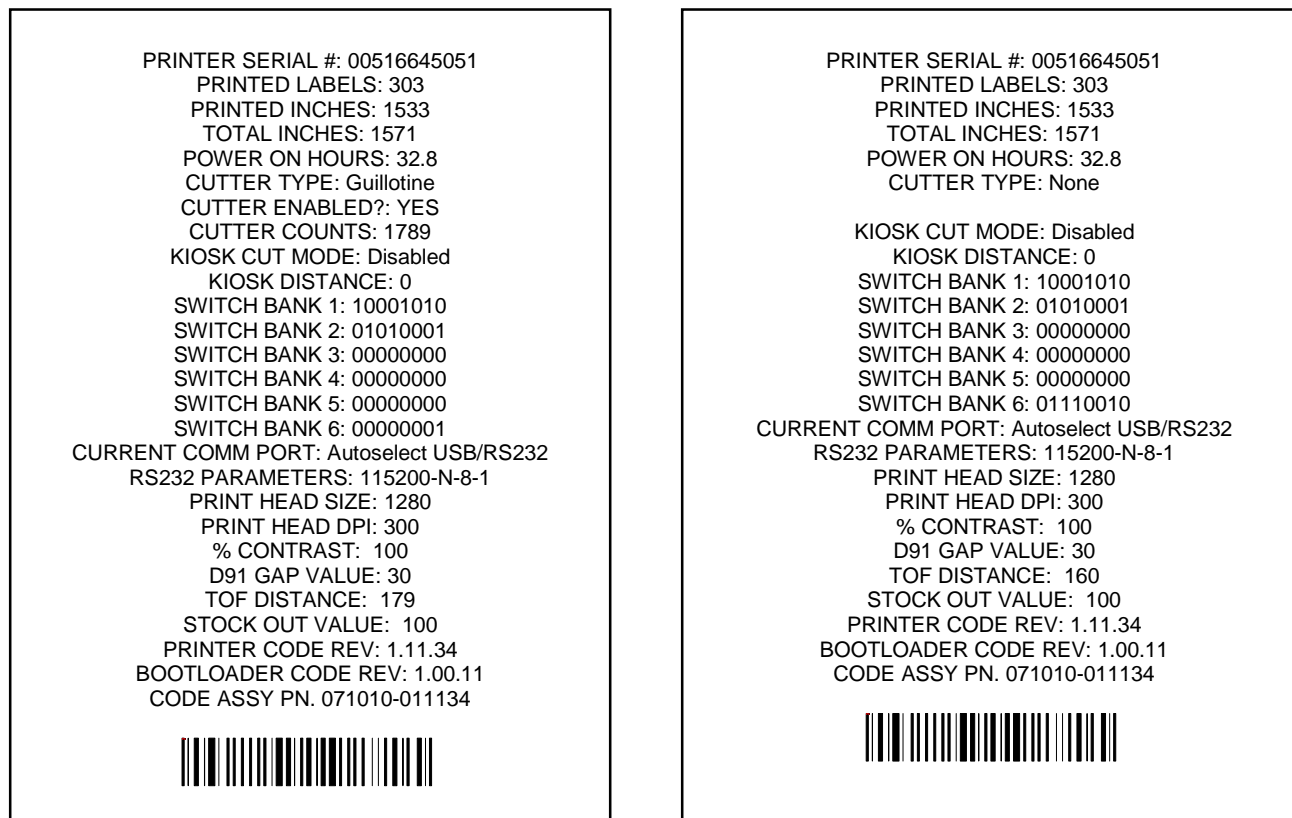 PRINTER SERIAL #: 00516645051
PRINTED LABELS: 303
PRINTED INCHES: 1533
TOTAL INCHES: 1571
POWER ON HOURS: 32.8
CUTTER TYPE: Guillotine
CUTTER ENABLED?: YES
CUTTER COUNTS: 1789
KIOSK CUT MODE: Disabled
KIOSK DISTANCE: 0
SWITCH BANK 1: 10001010
SWITCH BANK 2: 01010001
SWITCH BANK 3: 00000000
SWITCH BANK 4: 00000000
SWITCH BANK 5: 00000000
SWITCH BANK 6: 00000001
CURRENT COMM PORT: Autoselect USB/RS232
RS232 PARAMETERS: 115200-N-8-1
PRINT HEAD SIZE: 1280
PRINT HEAD DPI: 300
% CONTRAST: 100
D91 GAP VALUE: 30
TOF DISTANCE: 179
STOCK OUT VALUE: 100
PRINTER CODE REV: 1.11.34
BOOTLOADER CODE REV: 1.00.11
CODE ASSY PN. 071010-011134
PRINTER SERIAL #: 00516645051
PRINTED LABELS: 303
PRINTED INCHES: 1533
TOTAL INCHES: 1571
POWER ON HOURS: 32.8
CUTTER TYPE: None
KIOSK CUT MODE: Disabled
KIOSK DISTANCE: 0
SWITCH BANK 1: 10001010
SWITCH BANK 2: 01010001
SWITCH BANK 3: 00000000
SWITCH BANK 4: 00000000
SWITCH BANK 5: 00000000
SWITCH BANK 6: 01110010
CURRENT COMM PORT: Autoselect USB/RS232
RS232 PARAMETERS: 115200-N-8-1
PRINT HEAD SIZE: 1280
PRINT HEAD DPI: 300
% CONTRAST: 100
D91 GAP VALUE: 30
TOF DISTANCE: 160
STOCK OUT VALUE: 100
PRINTER CODE REV: 1.11.34
BOOTLOADER CODE REV: 1.00.11
CODE ASSY PN. 071010-011134